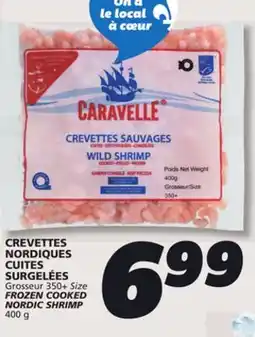 On a
le local
à cœur
CARAVELLE
CREVETTES SAUVAGES
WILD SHRIMP
Poids Net Weight
400g
Grosseur/Size
350+
CREVETTES
NORDIQUES
CUITES
SURGELÉES
Grosseur 350+ Size
FROZEN COOKED
NORDIC SHRIMP
400 g
6 99